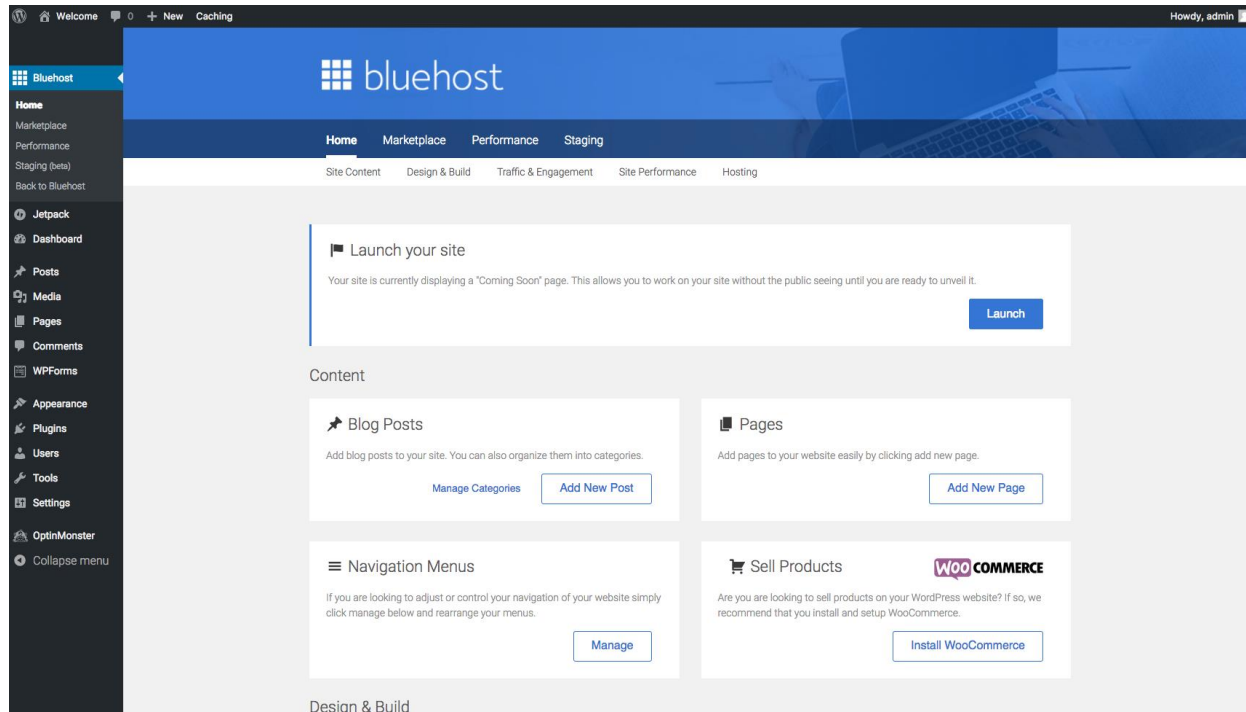 Welcome 0 + New Caching Howdy, admin
Bluehost
Home
Marketplace
Performance
Staging (beta)
Back to Bluehost
Jetpack
Dashboard
Posts
Media
Pages
Comments
WPForms
Appearance
Plugins
Users
Tools
Settings
OptinMonster
Collapse menu
bluehost
Home Marketplace Performance Staging
Site Content Design & Build Traffic & Engagement Site Performance Hosting
Launch your site
Your site is currently displaying a "Coming Soon" page. This allows you to work on your site without the public seeing until you are ready to unveil it.
Launch
Content
Blog Posts
Add blog posts to your site. You can also organize them into categories.
Manage Categories Add New Post
Pages
Add pages to your website easily by clicking add new page.
Add New Page
Navigation Menus
If you are looking to adjust or control your navigation of your website simply
click manage below and rearrange your menus.
Manage
Sell Products WOO COMMERCE
Are you are looking to sell products on your WordPress website? If so, we
recommend that you install and setup WooCommerce.
Install WooCommerce
Design & Build